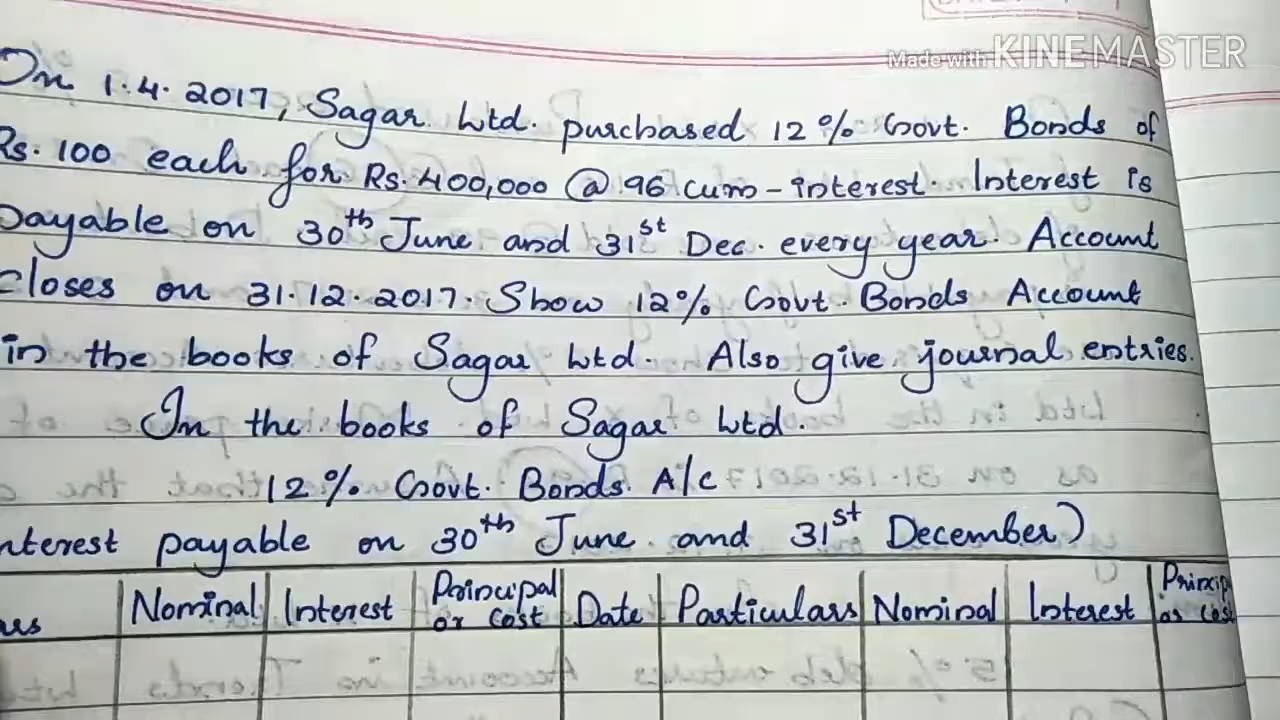 Made with KINEMASTER
On 1.4.2017, Sagar Ltd. purchased 12% Govt. Bonds of
Rs. 100 each for Rs. 400,000 @ 96 cum-interest. Interest is
payable on 30th June and 31st Dec. every year. Account
closes on 31.12.2017. Show 12% Govt. Bonds Account
in the books of Sagar Ltd. Also give journal entries.
In the books of Sagar Ltd.
12% Govt. Bonds A/c
nterest payable on 30th June and 31st December)
ars Nominal Interest Principal or Cost Date Particulars Nominal Interest Princip or Cos